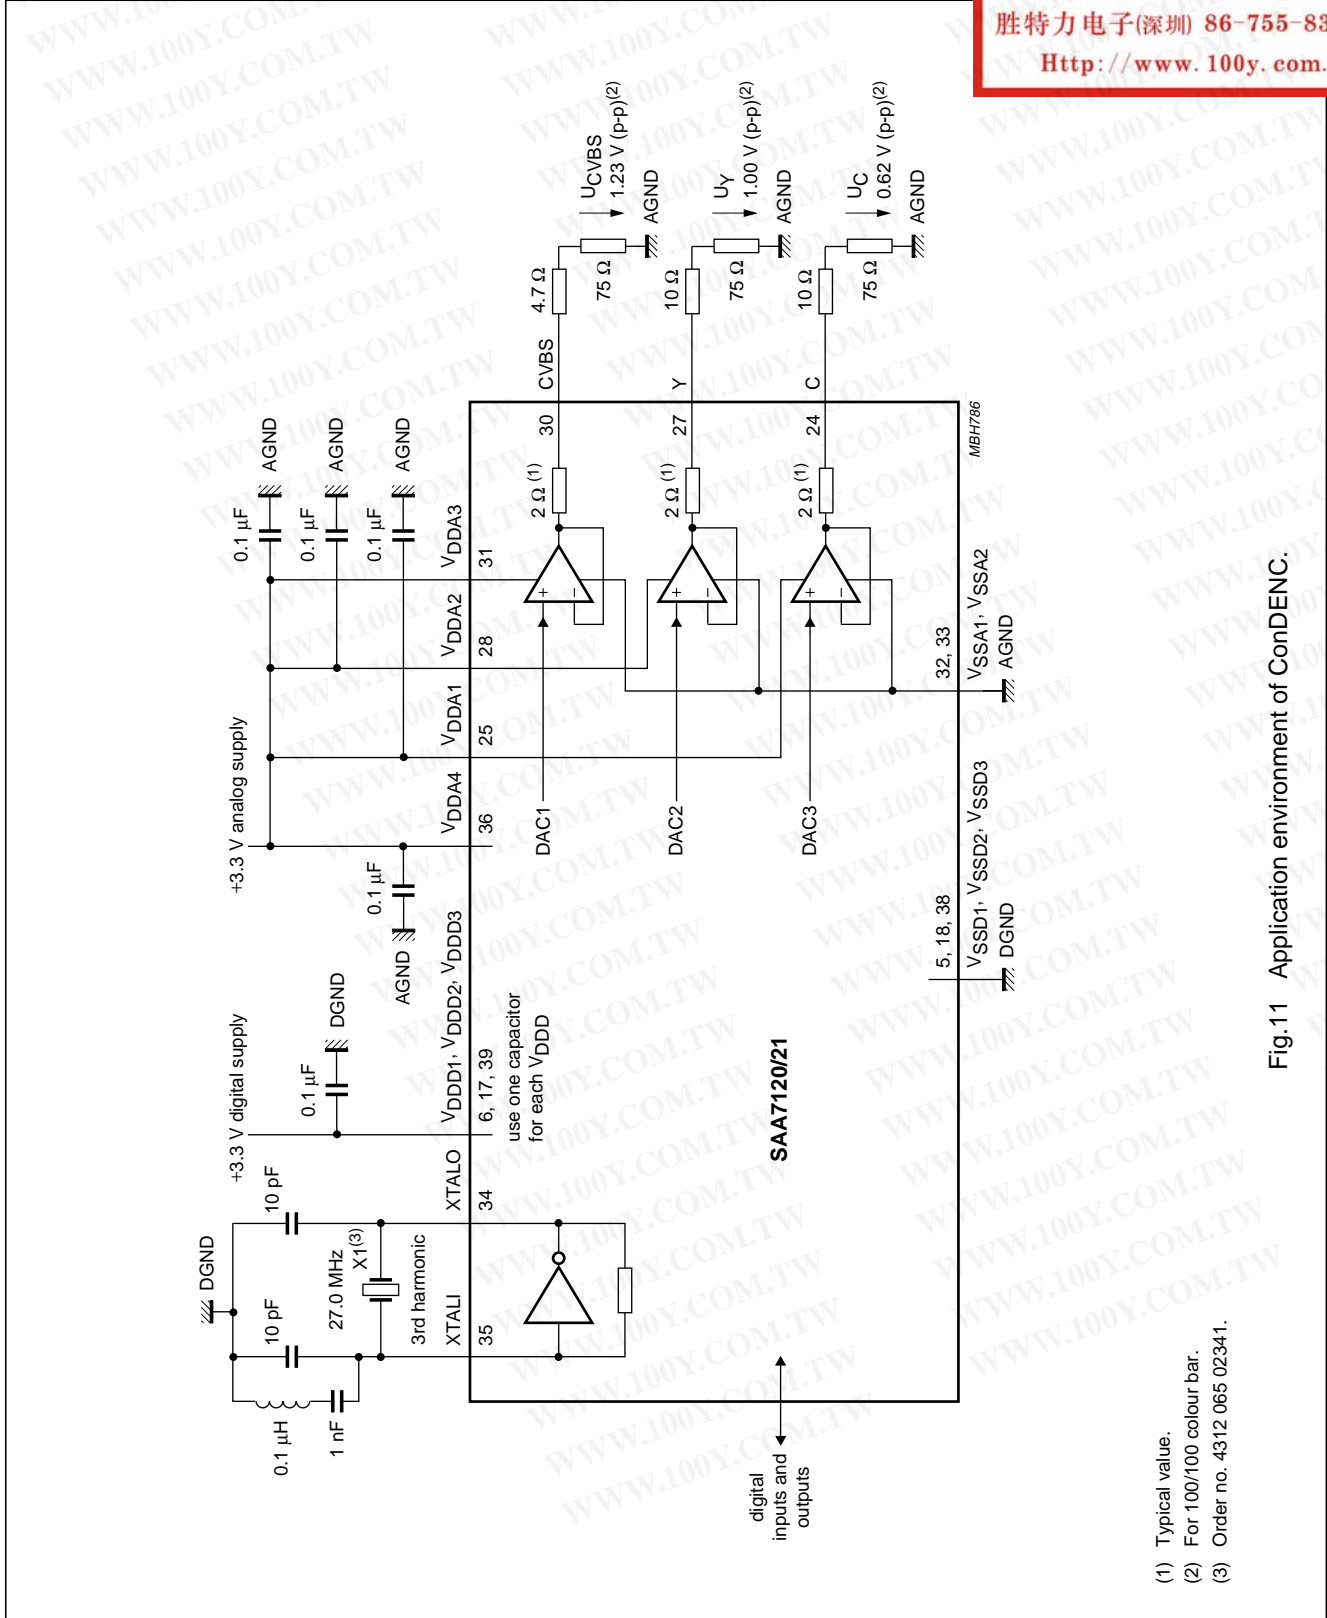 胜特力电子(深圳) 86-755-83
Http://www.100y.com.
DGND
10 pF
10 pF
0.1 μH
1 nF
27.0 MHz
X1(3)
3rd harmonic
XTALI
XTALO
35
34
+3.3 V digital supply
0.1 μF
DGND
VDDD1, VDDD2, VDDD3
6, 17, 39
use one capacitor
for each VDDD
+3.3 V analog supply
0.1 μF
AGND
VDDA4
VDDA1
VDDA2
VDDA3
36
25
28
31
0.1 μF
AGND
0.1 μF
AGND
0.1 μF
AGND
DAC1
+
−
2 Ω (1)
30
CVBS
4.7 Ω
75 Ω
UCVBS
1.23 V (p-p)(2)
AGND
DAC2
+
−
2 Ω (1)
27
Y
10 Ω
75 Ω
UY
1.00 V (p-p)(2)
AGND
DAC3
+
−
2 Ω (1)
24
C
10 Ω
75 Ω
UC
0.62 V (p-p)(2)
AGND
SAA7120/21
digital
inputs and
outputs
5, 18, 38
VSSD1, VSSD2, VSSD3
DGND
32, 33
VSSA1, VSSA2
AGND
MBH786
(1) Typical value.
(2) For 100/100 colour bar.
(3) Order no. 4312 065 02341.
Fig.11 Application environment of ConDENC.
WWW.100Y.COM.TW